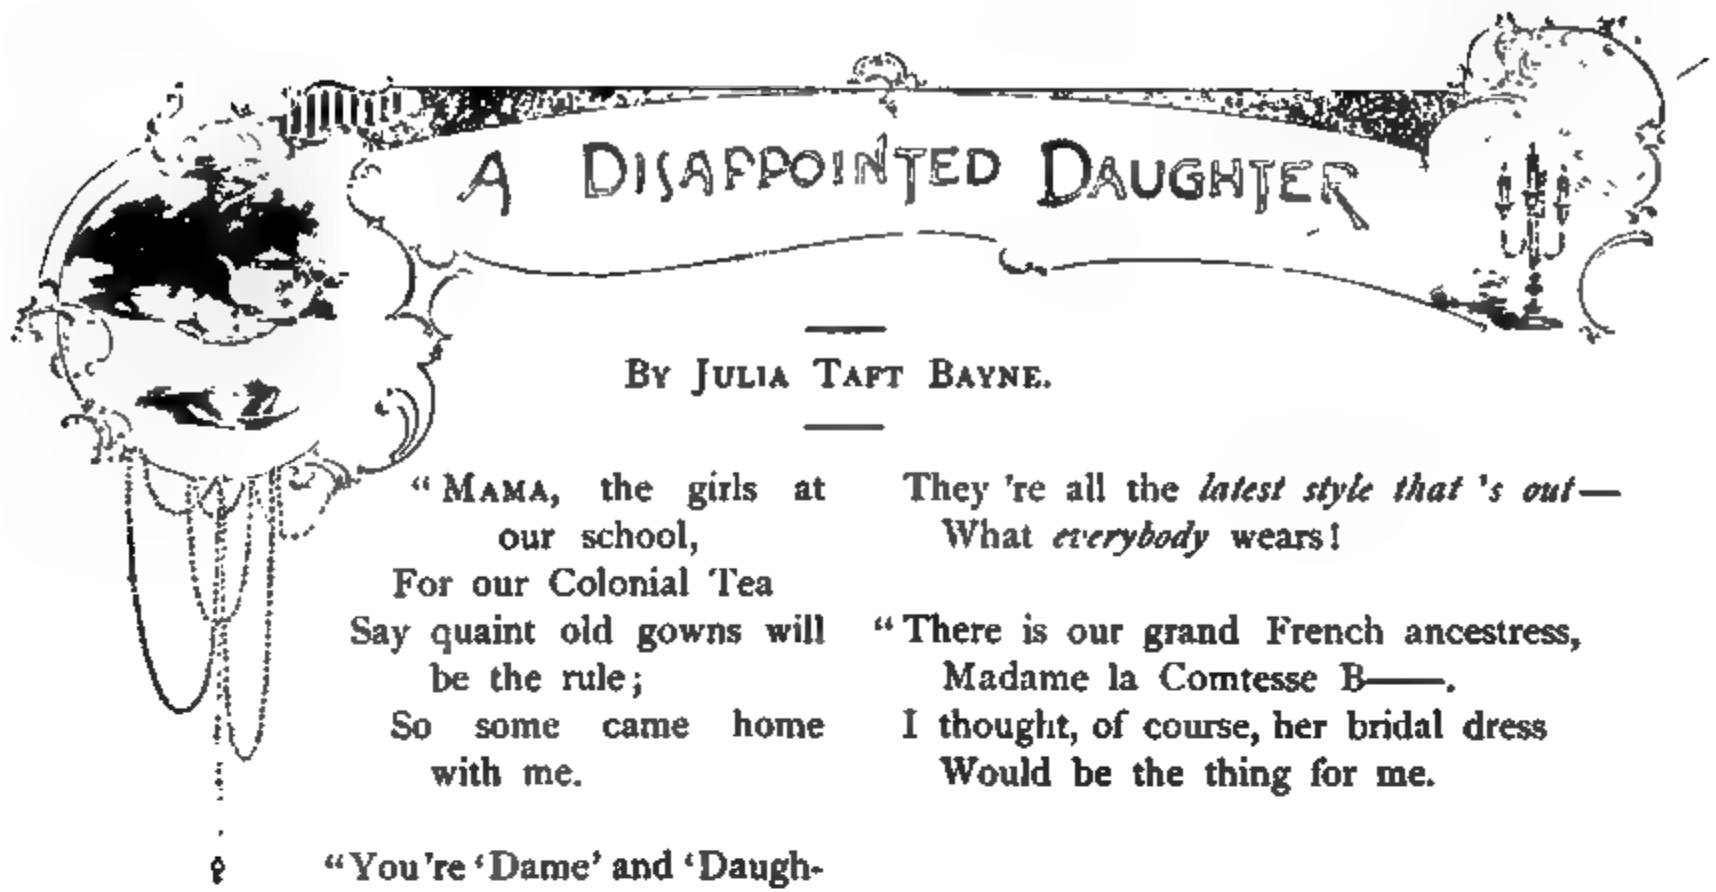 A DISAPPOINTED DAUGHTER
BY JULIA TAFT BAYNE.
“MAMA, the girls at
our school,
For our Colonial Tea
Say quaint old gowns will
be the rule;
So some came home
with me.
“You 're ‘Dame’ and ‘Daugh-
They 're all the latest style that 's out—
What everybody wears!
“There is our grand French ancestress,
Madame la Comtesse B——.
I thought, of course, her bridal dress
Would be the thing for me.